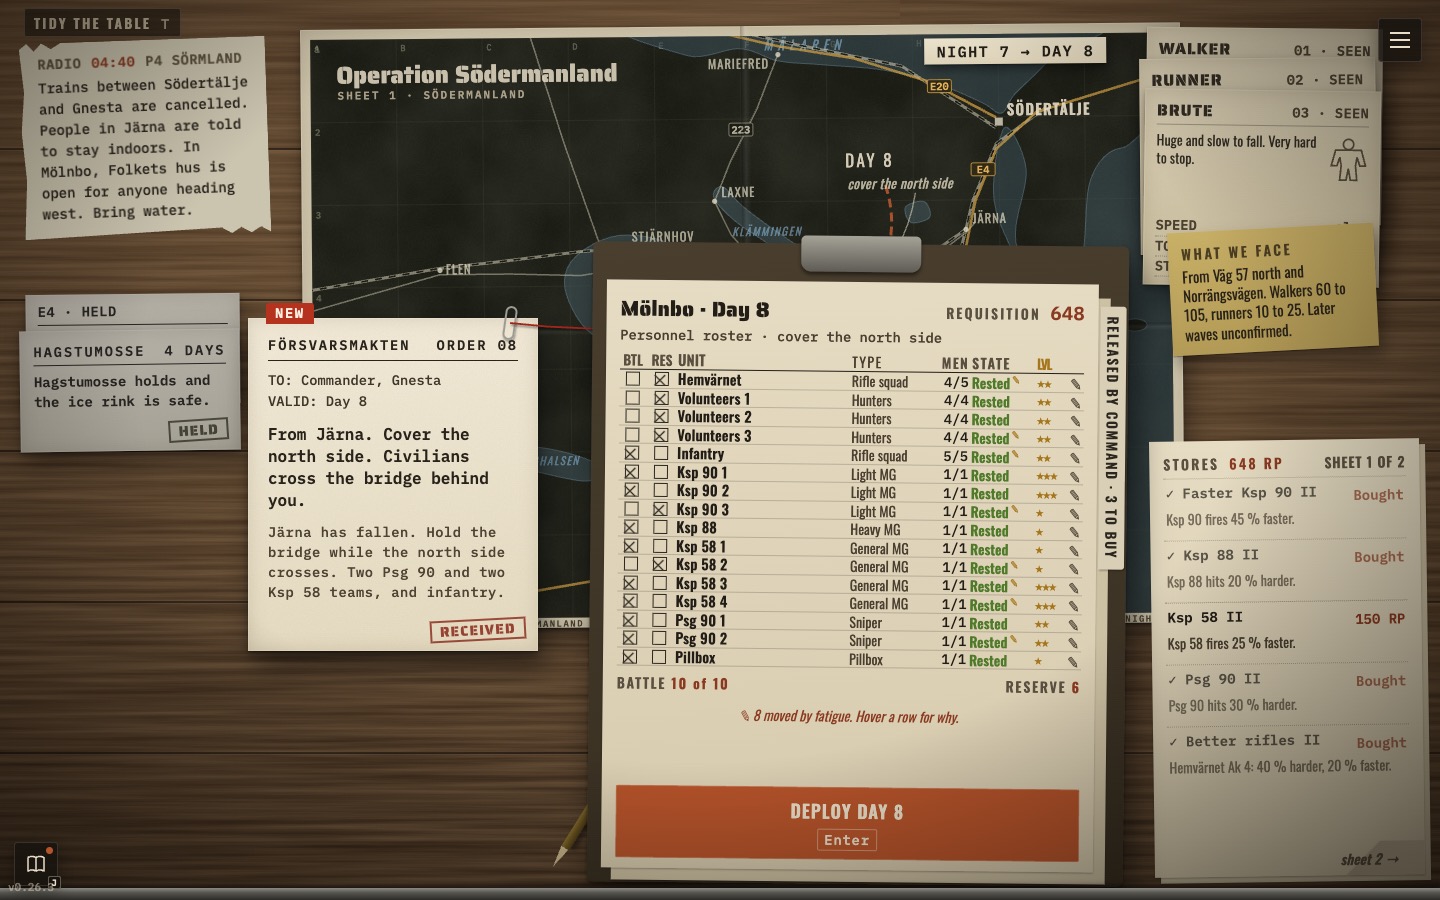 TIDY THE TABLE T
RADIO 04:40 P4 SÖRMLAND
Trains between Södertälje
and Gnesta are cancelled.
People in Järna are told
to stay indoors. In
Mölnbo, Folkets hus is
open for anyone heading
west. Bring water.
E4 · HELD
HAGSTUMOSSE 4 DAYS
Hagstumosse holds and
the ice rink is safe.
HELD
Operation Södermanland
SHEET 1 · SÖDERMANLAND
B C D E F H
2
3
4
MÄLAREN
MARIEFRED
NIGHT 7 → DAY 8
E20
SÖDERTÄLJE
223
DAY 8
cover the north side
E4
LAXNE
JÄRNA
KLÄMMINGEN
STJÄRNHOV
FLEN
HALSEN
MANLAND
NIGH
NEW
FÖRSVARSMAKTEN ORDER 08
TO: Commander, Gnesta
VALID: Day 8
From Järna. Cover the
north side. Civilians
cross the bridge behind
you.
Järna has fallen. Hold the
bridge while the north side
crosses. Two Psg 90 and two
Ksp 58 teams, and infantry.
RECEIVED
Mölnbo · Day 8
REQUISITION 648
Personnel roster · cover the north side
BTL RES UNIT TYPE MEN STATE LVL
Hemvärnet Rifle squad 4/5 Rested ★★
Volunteers 1 Hunters 4/4 Rested ★★
Volunteers 2 Hunters 4/4 Rested ★★
Volunteers 3 Hunters 4/4 Rested ★★
Infantry Rifle squad 5/5 Rested ★★
Ksp 90 1 Light MG 1/1 Rested ★★★
Ksp 90 2 Light MG 1/1 Rested ★★★
Ksp 90 3 Light MG 1/1 Rested ★
Ksp 88 Heavy MG 1/1 Rested ★
Ksp 58 1 General MG 1/1 Rested ★
Ksp 58 2 General MG 1/1 Rested ★
Ksp 58 3 General MG 1/1 Rested ★★★
Ksp 58 4 General MG 1/1 Rested ★★★
Psg 90 1 Sniper 1/1 Rested ★★
Psg 90 2 Sniper 1/1 Rested ★★
Pillbox Pillbox 1/1 Rested ★
BATTLE 10 of 10
RESERVE 6
8 moved by fatigue. Hover a row for why.
DEPLOY DAY 8
Enter
RELEASED BY COMMAND · 3 TO BUY
WALKER 01 · SEEN
RUNNER 02 · SEEN
BRUTE 03 · SEEN
Huge and slow to fall. Very hard
to stop.
SPEED
TO
ST
WHAT WE FACE
From Väg 57 north and
Norrängsvägen. Walkers 60 to
105, runners 10 to 25. Later
waves unconfirmed.
STORES 648 RP SHEET 1 OF 2
✓ Faster Ksp 90 II Bought
Ksp 90 fires 45 % faster.
✓ Ksp 88 II Bought
Ksp 88 hits 20 % harder.
Ksp 58 II 150 RP
Ksp 58 fires 25 % faster.
✓ Psg 90 II Bought
Psg 90 hits 30 % harder.
✓ Better rifles II Bought
Hemvärnet Ak 4: 40 % harder, 20 % faster.
sheet 2 →
J